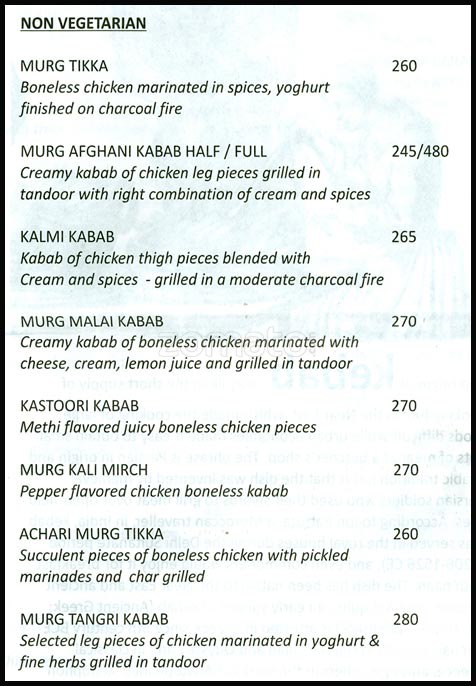 NON VEGETARIAN
MURG TIKKA 260
Boneless chicken marinated in spices, yoghurt
finished on charcoal fire
MURG AFGHANI KABAB HALF / FULL 245/480
Creamy kabab of chicken leg pieces grilled in
tandoor with right combination of cream and spices
KALMI KABAB 265
Kabab of chicken thigh pieces blended with
Cream and spices - grilled in a moderate charcoal fire
MURG MALAI KABAB 270
Creamy kabab of boneless chicken marinated with
cheese, cream, lemon juice and grilled in tandoor
KASTOORI KABAB 270
Methi flavored juicy boneless chicken pieces
MURG KALI MIRCH 270
Pepper flavored chicken boneless kabab
ACHARI MURG TIKKA 260
Succulent pieces of boneless chicken with pickled
marinades and char grilled
MURG TANGRI KABAB 280
Selected leg pieces of chicken marinated in yoghurt &
fine herbs grilled in tandoor